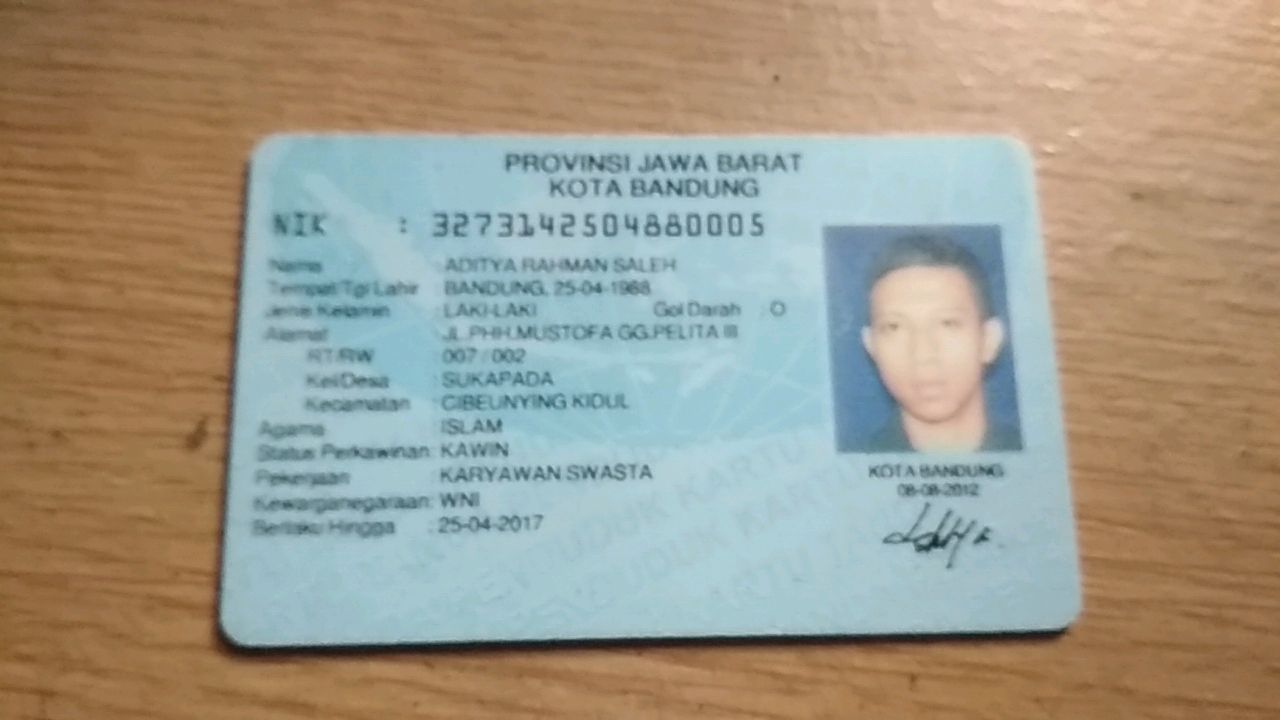 PROVINSI JAWA BARAT
KOTA BANDUNG
NIK : 3273142504880005
Nama : ADITYA RAHMAN SALEH
Tempat/Tgl Lahir : BANDUNG, 25-04-1988
Jenis Kelamin : LAKI-LAKI Gol Darah : O
Alamat : JL.PHH.MUSTOFA GG.PELITA III
RT/RW : 007 / 002
Kel/Desa : SUKAPADA
Kecamatan : CIBEUNYING KIDUL
Agama : ISLAM
Status Perkawinan: KAWIN
Pekerjaan : KARYAWAN SWASTA
Kewarganegaraan: WNI
Berlaku Hingga : 25-04-2017
KOTA BANDUNG
08-08-2012